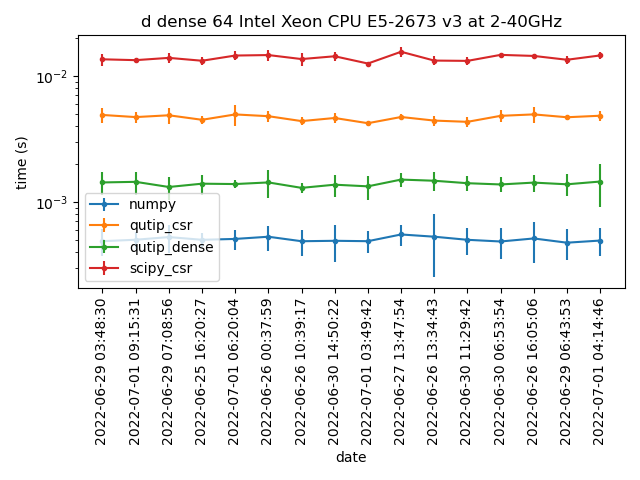 d dense 64 Intel Xeon CPU E5-2673 v3 at 2-40GHz
time (s)
10⁻²
10⁻³
numpy
qutip_csr
qutip_dense
scipy_csr
2022-06-29 03:48:30
2022-07-01 09:15:31
2022-06-29 07:08:56
2022-06-25 16:20:27
2022-07-01 06:20:04
2022-06-26 00:37:59
2022-06-26 10:39:17
2022-06-30 14:50:22
2022-07-01 03:49:42
2022-06-27 13:47:54
2022-06-26 13:34:43
2022-06-30 11:29:42
2022-06-30 06:53:54
2022-06-26 16:05:06
2022-06-29 06:43:53
2022-07-01 04:14:46
date